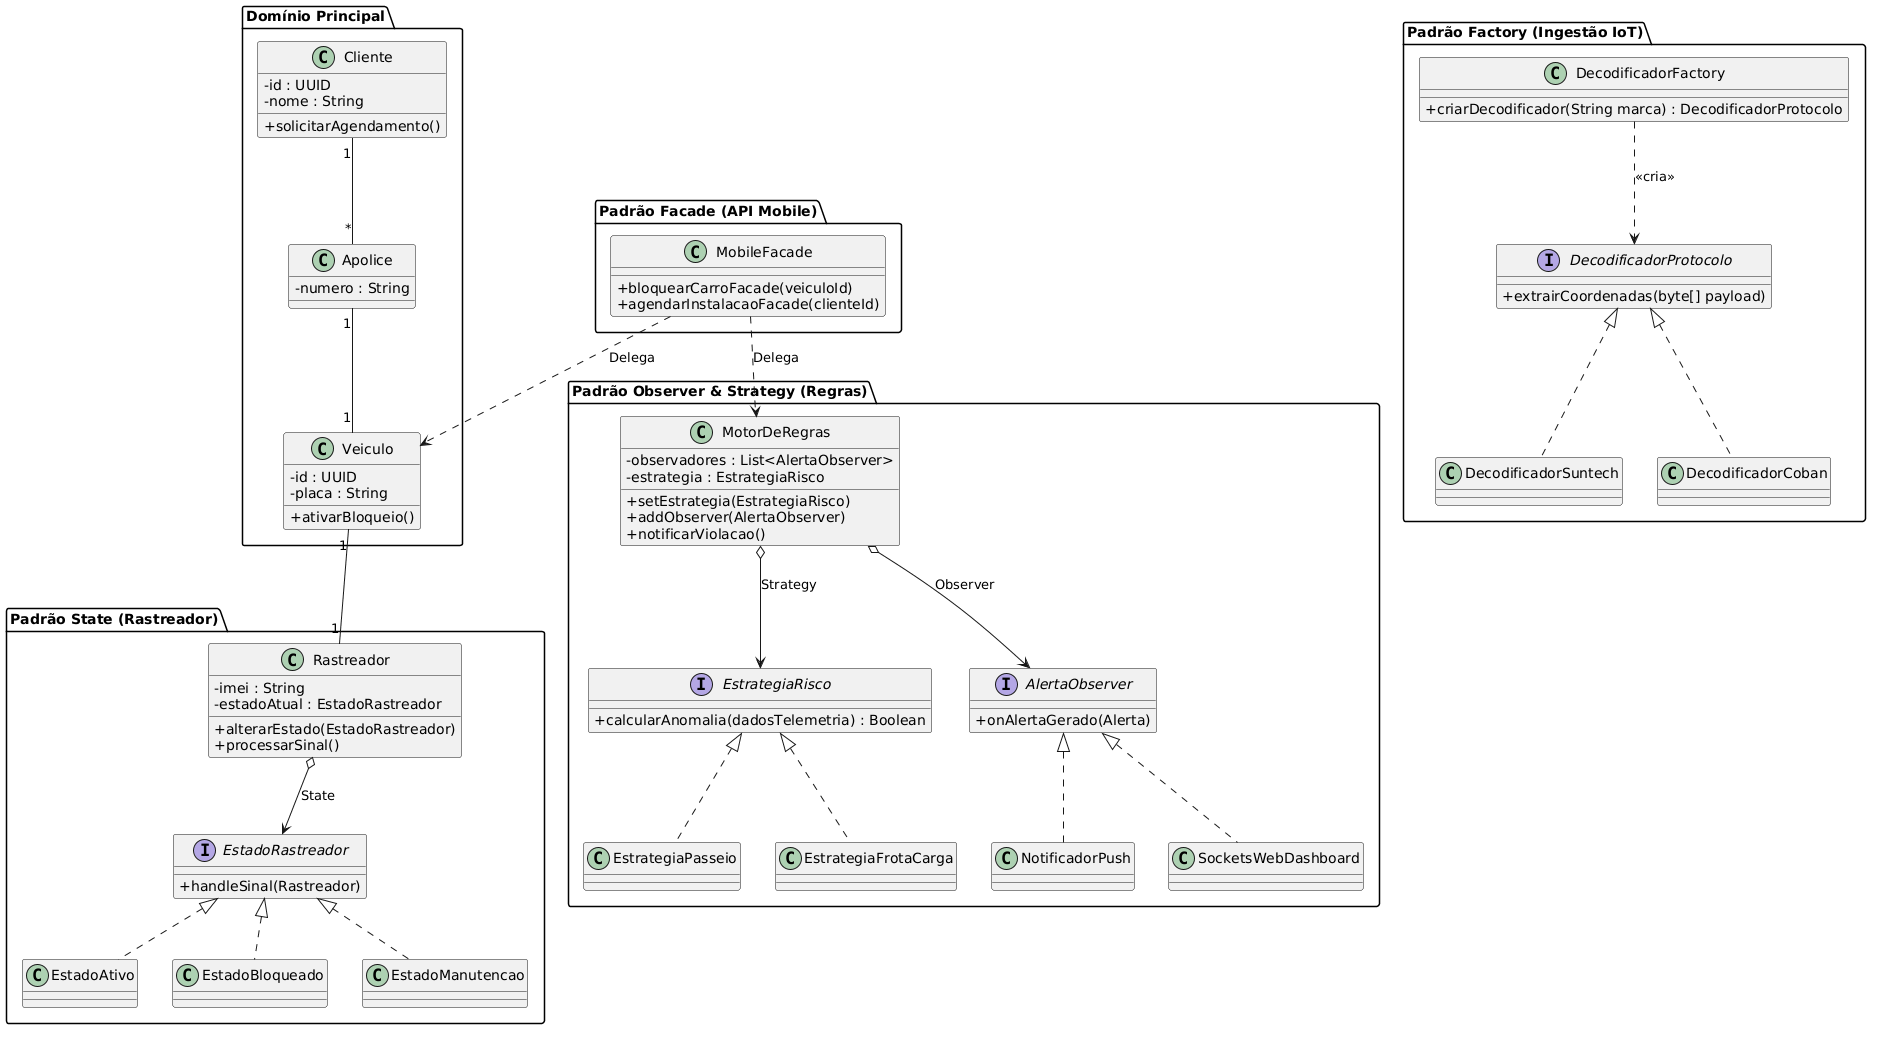 Domínio Principal
C Cliente
-id : UUID
-nome : String
+solicitarAgendamento()
1
*
C Apolice
-numero : String
1
1
C Veiculo
-id : UUID
-placa : String
+ativarBloqueio()
1
1
Padrão State (Rastreador)
C Rastreador
-imei : String
-estadoAtual : EstadoRastreador
+alterarEstado(EstadoRastreador)
+processarSinal()
State
I EstadoRastreador
+handleSinal(Rastreador)
C EstadoAtivo
C EstadoBloqueado
C EstadoManutencao
Padrão Facade (API Mobile)
C MobileFacade
+bloquearCarroFacade(veiculoId)
+agendarInstalacaoFacade(clienteId)
Delega
Delega
Padrão Observer & Strategy (Regras)
C MotorDeRegras
-observadores : List<AlertaObserver>
-estrategia : EstrategiaRisco
+setEstrategia(EstrategiaRisco)
+addObserver(AlertaObserver)
+notificarViolacao()
Strategy
Observer
I EstrategiaRisco
+calcularAnomalia(dadosTelemetria) : Boolean
I AlertaObserver
+onAlertaGerado(Alerta)
C EstrategiaPasseio
C EstrategiaFrotaCarga
C NotificadorPush
C SocketsWebDashboard
Padrão Factory (Ingestão IoT)
C DecodificadorFactory
+criarDecodificador(String marca) : DecodificadorProtocolo
«cria»
I DecodificadorProtocolo
+extrairCoordenadas(byte[] payload)
C DecodificadorSuntech
C DecodificadorCoban